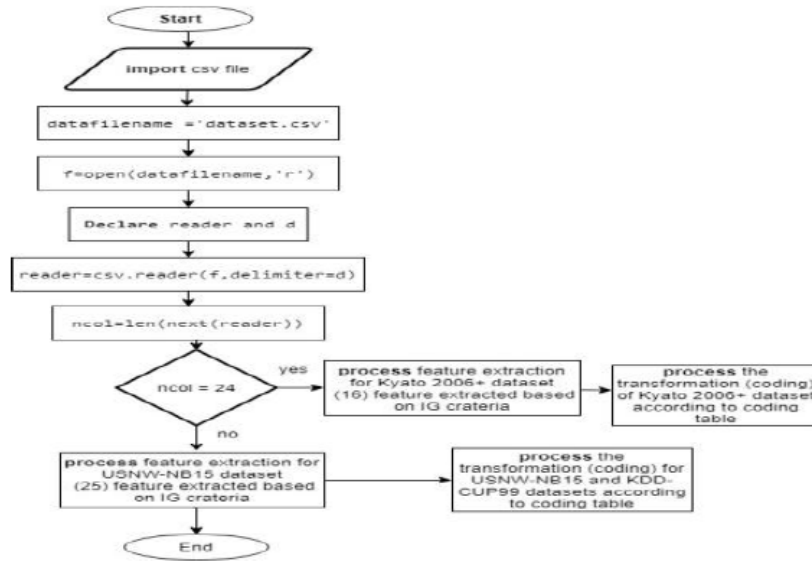 Start
import csv file
datafilename ='dataset.csv'
f=open(datafilename,'r')
Declare reader and d
reader=csv.reader(f,delimiter=d)
ncol=len(next(reader))
ncol = 24
yes
process feature extraction
for Kyato 2006+ dataset
(16) feature extracted based
on IG crateria
process the
transformation (coding)
of Kyato 2006+ dataset
according to coding
table
no
process feature extraction for
USNW-NB15 dataset
(25) feature extracted based
on IG crateria
process the
transformation (coding) for
USNW-NB15 and KDD-
CUP99 datasets according
to coding table
End